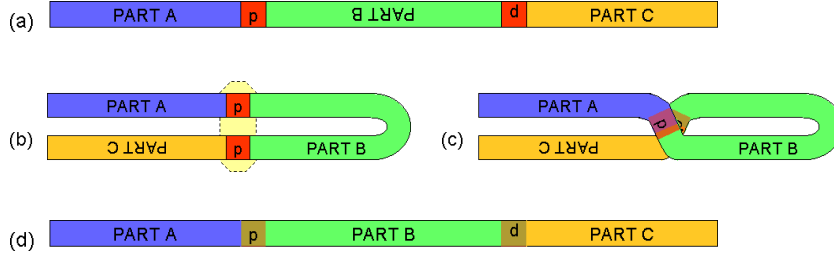 (a) PART A p PART B d PART C
(b) PART A p
PART C p PART B
(c) PART A p
PART C PART B
(d) PART A p PART B d PART C